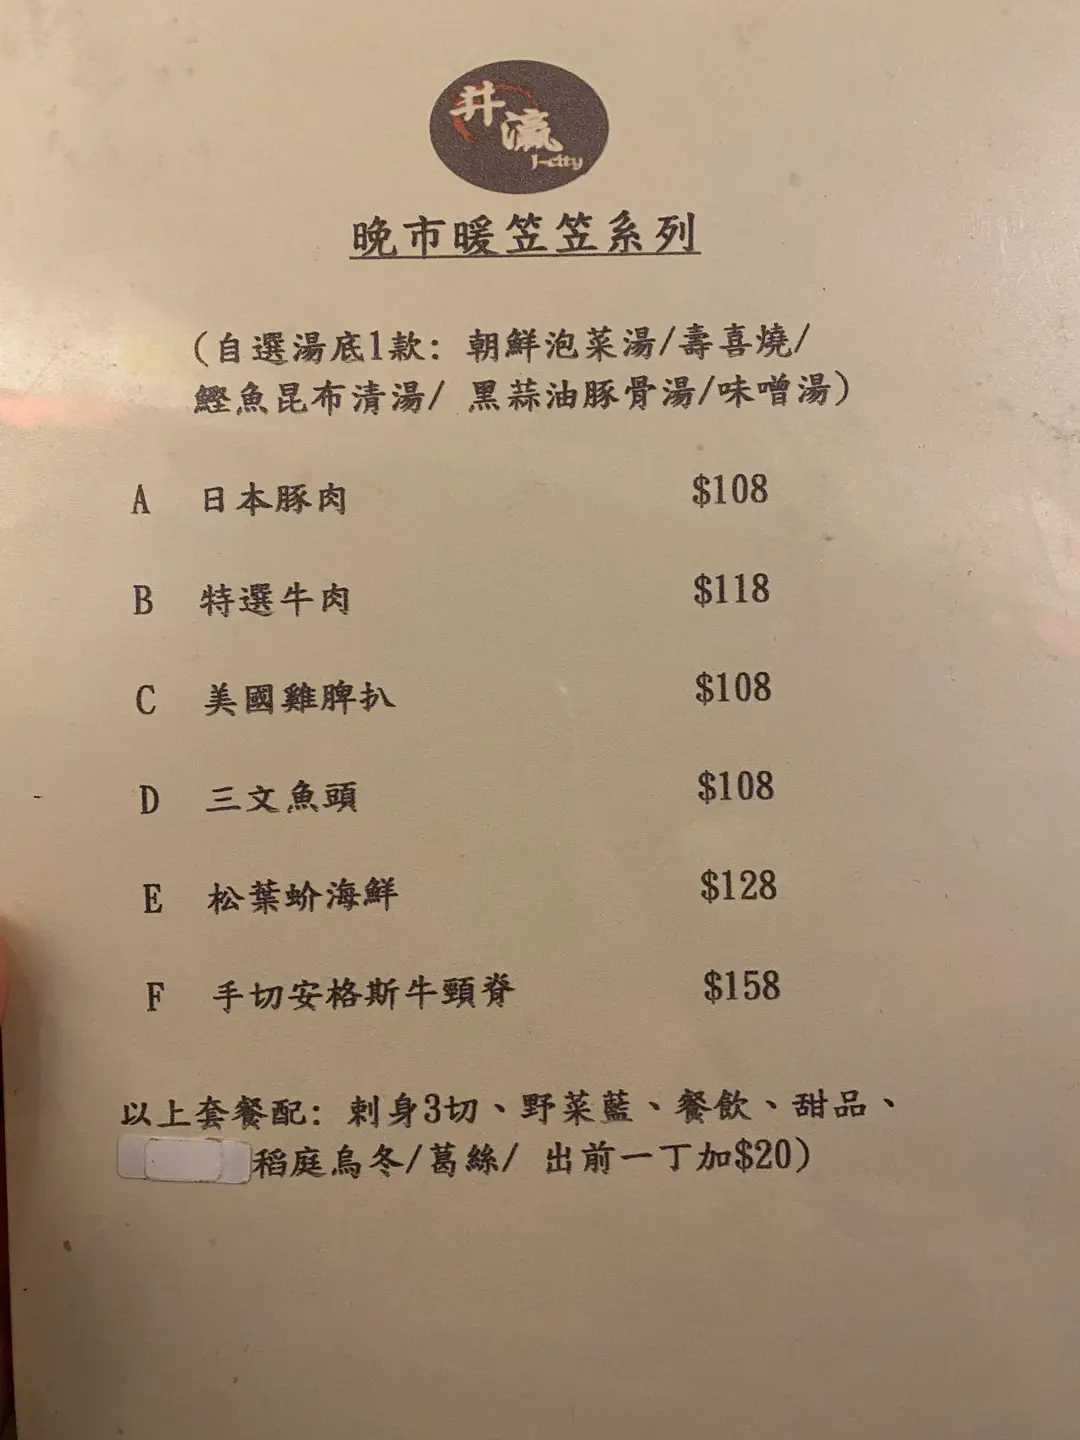 井瀛
J-city
晚市暖笠笠系列
(自選湯底1款: 朝鮮泡菜湯/壽喜燒/
鰹魚昆布清湯/ 黑蒜油豚骨湯/味噌湯)
A 日本豚肉 $108
B 特選牛肉 $118
C 美國雞脾扒 $108
D 三文魚頭 $108
E 松葉蚧海鮮 $128
F 手切安格斯牛頸脊 $158
以上套餐配: 刺身3切、野菜藍、餐飲、甜品、
稻庭烏冬/葛絲/ 出前一丁加$20)